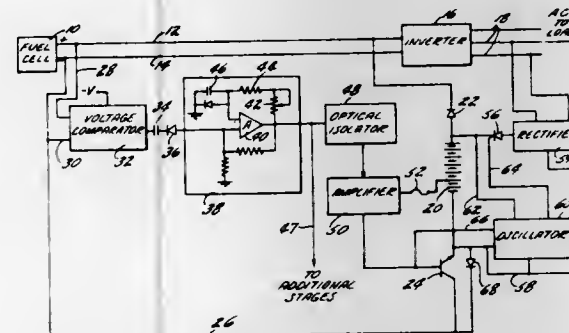 10
12
16
18
AC
TO
LOAD
FUEL
CELL
+
-
14
INVERTER
28
-V
46
44
48
22
34
42
56
VOLTAGE
COMPARATOR
A
OPTICAL
ISOLATOR
RECTIFIE
40
36
52
64
30
32
AMPLIFIER
20
62
38
66
OSCILLATOR
50
47
24
68
58
TO
ADDITIONAL
STAGES
26